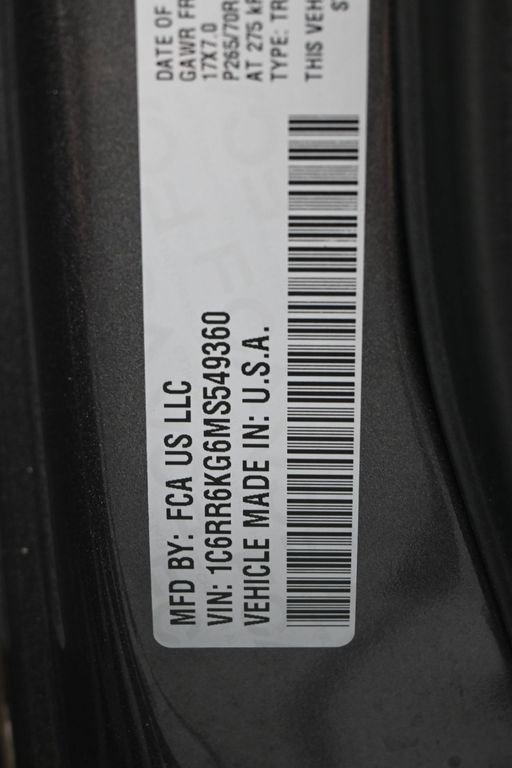 MFD BY: FCA US LLC
VIN: 1C6RR6KG6MS549360
VEHICLE MADE IN: U.S.A.
DATE OF
GAWR FR
17X7.0
P265/70R
AT 275 kP
TYPE: TR
THIS VEH